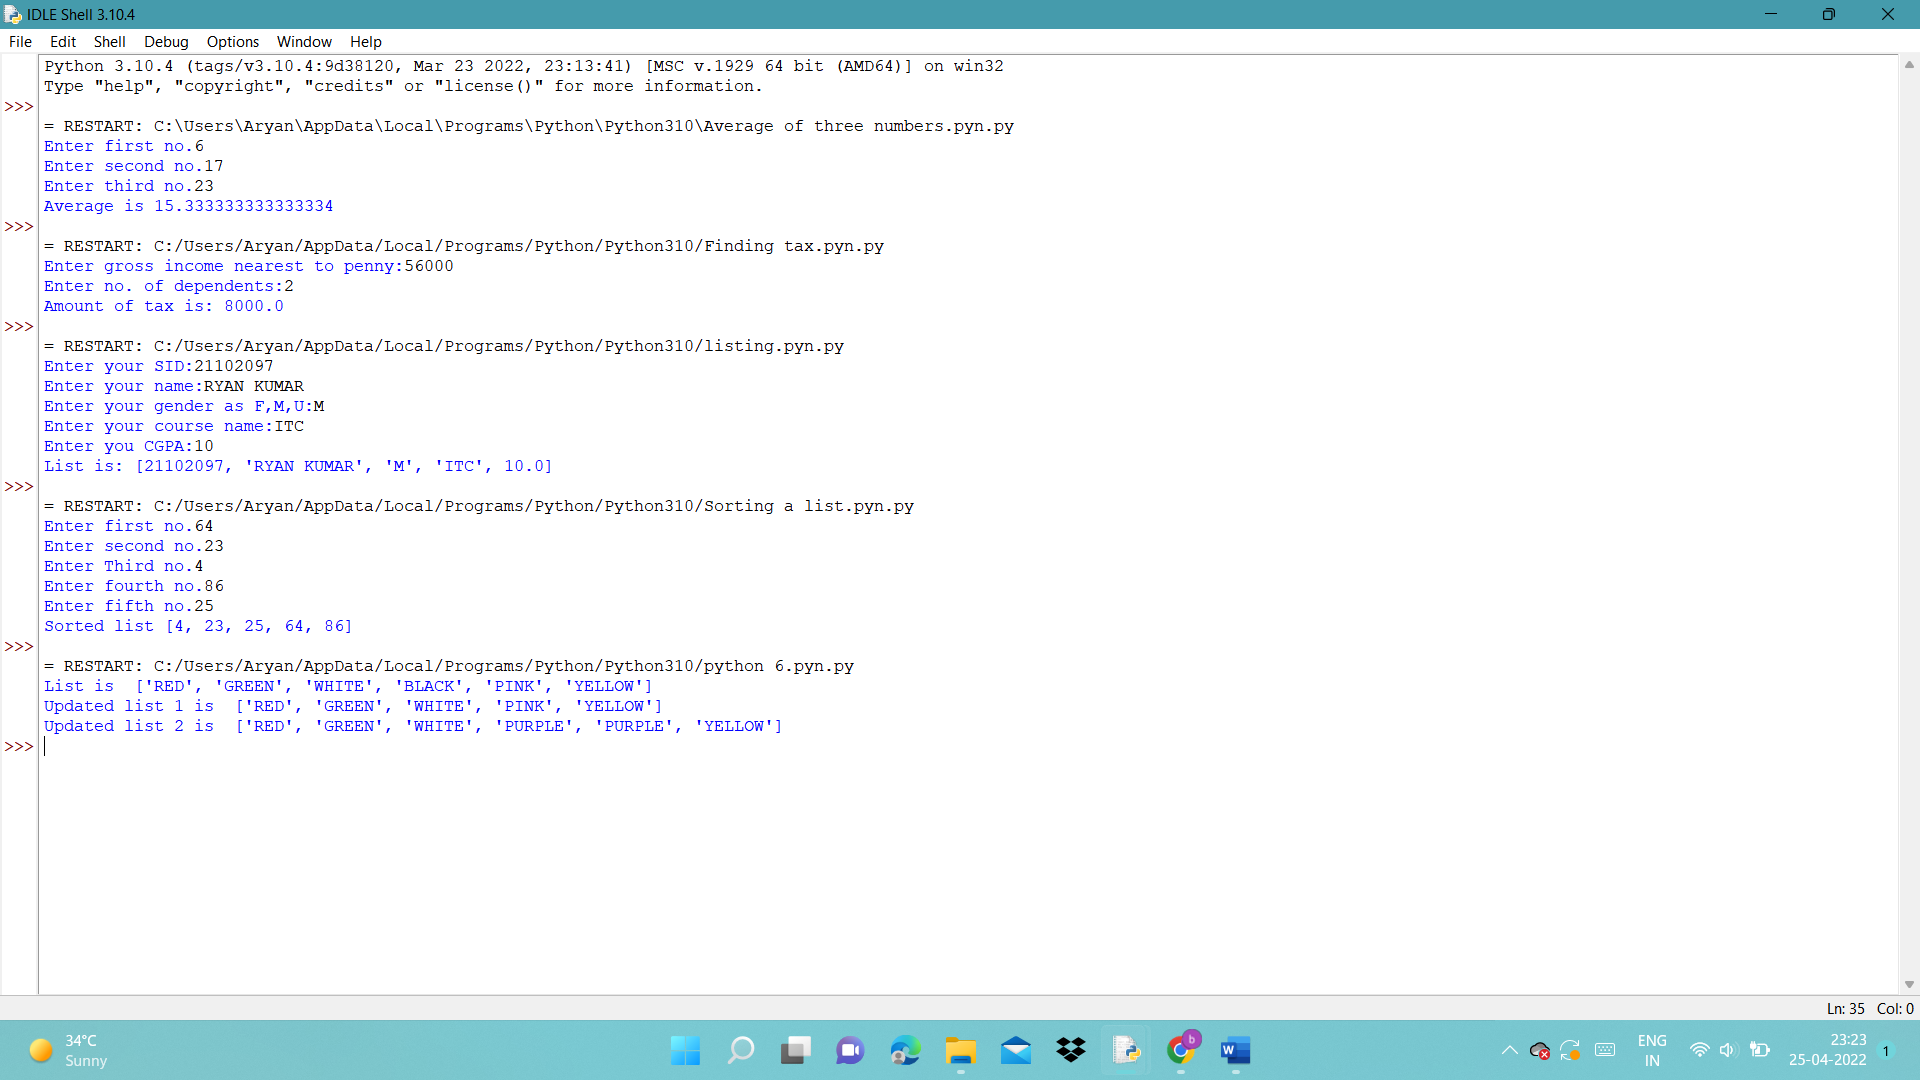 IDLE Shell 3.10.4
File Edit Shell Debug Options Window Help
Python 3.10.4 (tags/v3.10.4:9d38120, Mar 23 2022, 23:13:41) [MSC v.1929 64 bit (AMD64)] on win32
Type "help", "copyright", "credits" or "license()" for more information.
>>>
= RESTART: C:\Users\Aryan\AppData\Local\Programs\Python\Python310\Average of three numbers.pyn.py
Enter first no.6
Enter second no.17
Enter third no.23
Average is 15.333333333333334
>>>
= RESTART: C:/Users/Aryan/AppData/Local/Programs/Python/Python310/Finding tax.pyn.py
Enter gross income nearest to penny:56000
Enter no. of dependents:2
Amount of tax is: 8000.0
>>>
= RESTART: C:/Users/Aryan/AppData/Local/Programs/Python/Python310/listing.pyn.py
Enter your SID:21102097
Enter your name:RYAN KUMAR
Enter your gender as F,M,U:M
Enter your course name:ITC
Enter you CGPA:10
List is: [21102097, 'RYAN KUMAR', 'M', 'ITC', 10.0]
>>>
= RESTART: C:/Users/Aryan/AppData/Local/Programs/Python/Python310/Sorting a list.pyn.py
Enter first no.64
Enter second no.23
Enter Third no.4
Enter fourth no.86
Enter fifth no.25
Sorted list [4, 23, 25, 64, 86]
>>>
= RESTART: C:/Users/Aryan/AppData/Local/Programs/Python/Python310/python 6.pyn.py
List is  ['RED', 'GREEN', 'WHITE', 'BLACK', 'PINK', 'YELLOW']
Updated list 1 is  ['RED', 'GREEN', 'WHITE', 'PINK', 'YELLOW']
Updated list 2 is  ['RED', 'GREEN', 'WHITE', 'PURPLE', 'PURPLE', 'YELLOW']
>>>
Ln: 35 Col: 0
34°C
Sunny
b
W
ENG
IN
23:23
25-04-2022
1